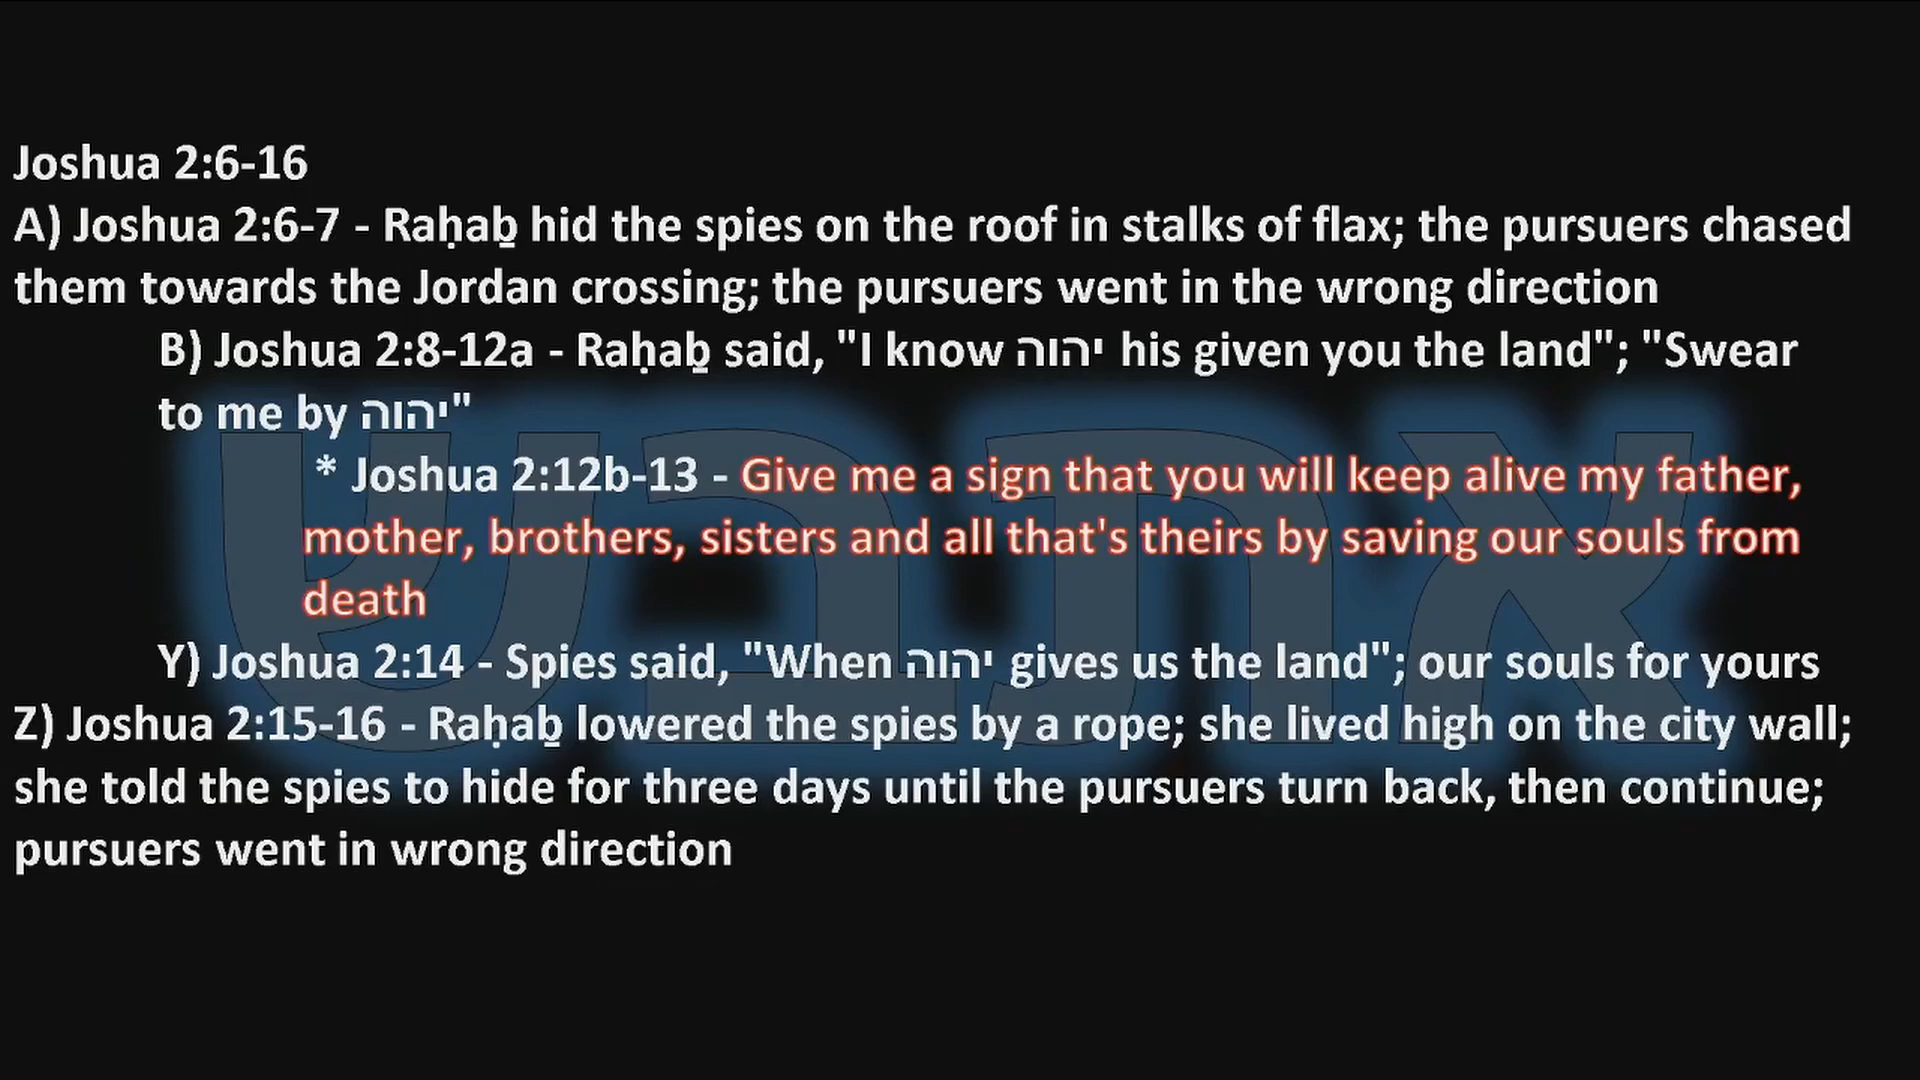 Joshua 2:6-16
A) Joshua 2:6-7 - Raḥaḇ hid the spies on the roof in stalks of flax; the pursuers chased
them towards the Jordan crossing; the pursuers went in the wrong direction
B) Joshua 2:8-12a - Raḥaḇ said, "I know יהוה his given you the land"; "Swear
to me by יהוה"
* Joshua 2:12b-13 - Give me a sign that you will keep alive my father,
mother, brothers, sisters and all that's theirs by saving our souls from
death
Y) Joshua 2:14 - Spies said, "When יהוה gives us the land"; our souls for yours
Z) Joshua 2:15-16 - Raḥaḇ lowered the spies by a rope; she lived high on the city wall;
she told the spies to hide for three days until the pursuers turn back, then continue;
pursuers went in wrong direction
אתבש